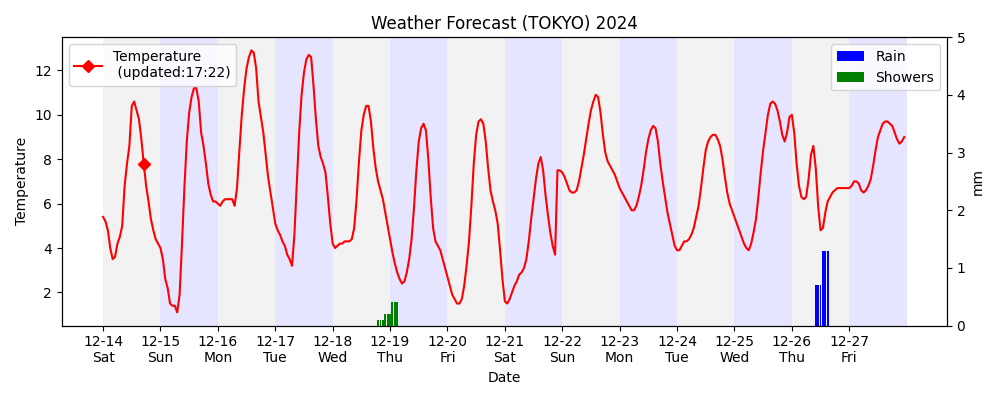 Weather Forecast (TOKYO) 2024
Temperature
(updated:17:22)
Rain
Showers
Temperature
12
10
8
6
4
2
5
4
3
2
1
0
mm
12-14 12-15 12-16 12-17 12-18 12-19 12-20 12-21 12-22 12-23 12-24 12-25 12-26 12-27
Sat Sun Mon Tue Wed Thu Fri Sat Sun Mon Tue Wed Thu Fri
Date